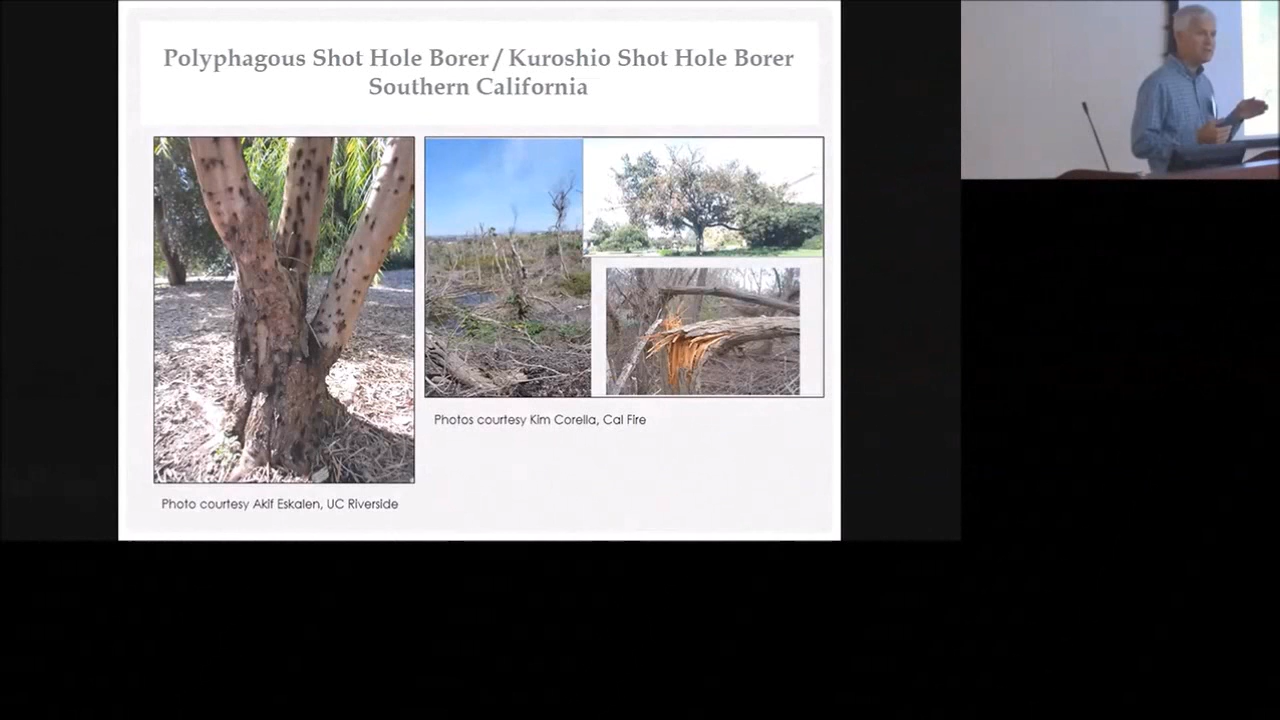 Polyphagous Shot Hole Borer / Kuroshio Shot Hole Borer
Southern California
Photos courtesy Kim Corella, Cal Fire
Photo courtesy Akif Eskalen, UC Riverside